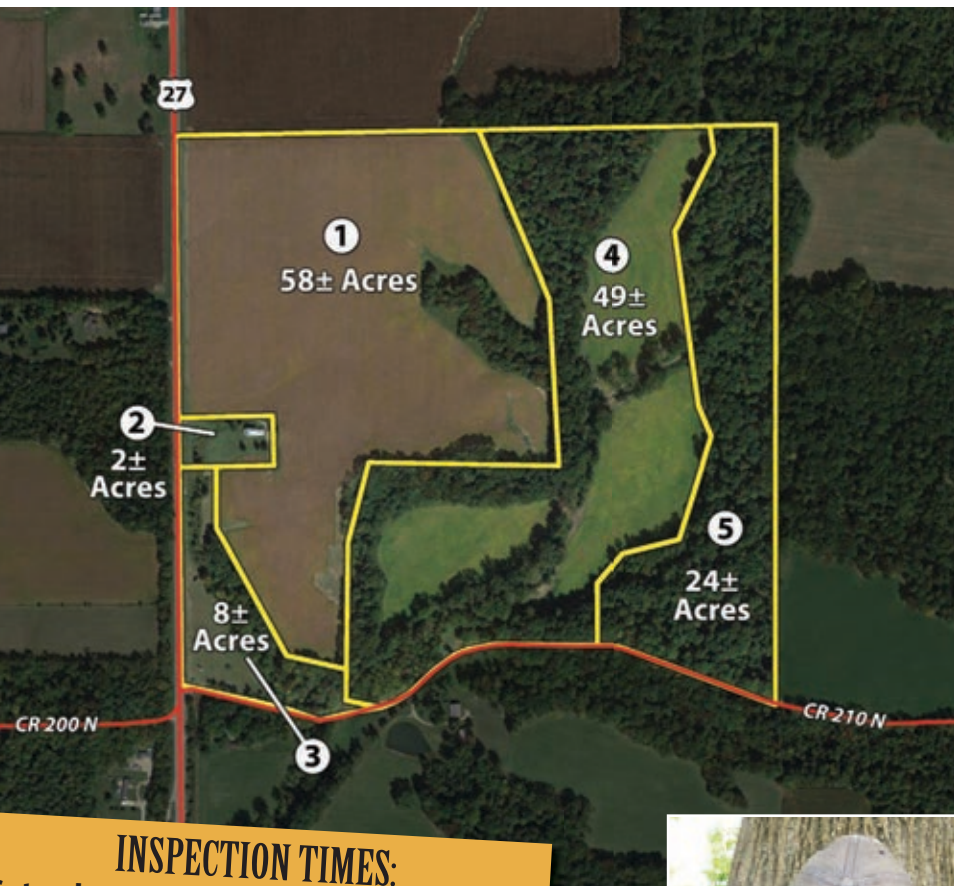 27
1
58± Acres
4
49±
Acres
2
2±
Acres
5
24±
Acres
8±
Acres
3
CR 200 N
CR 210 N
INSPECTION TIMES: